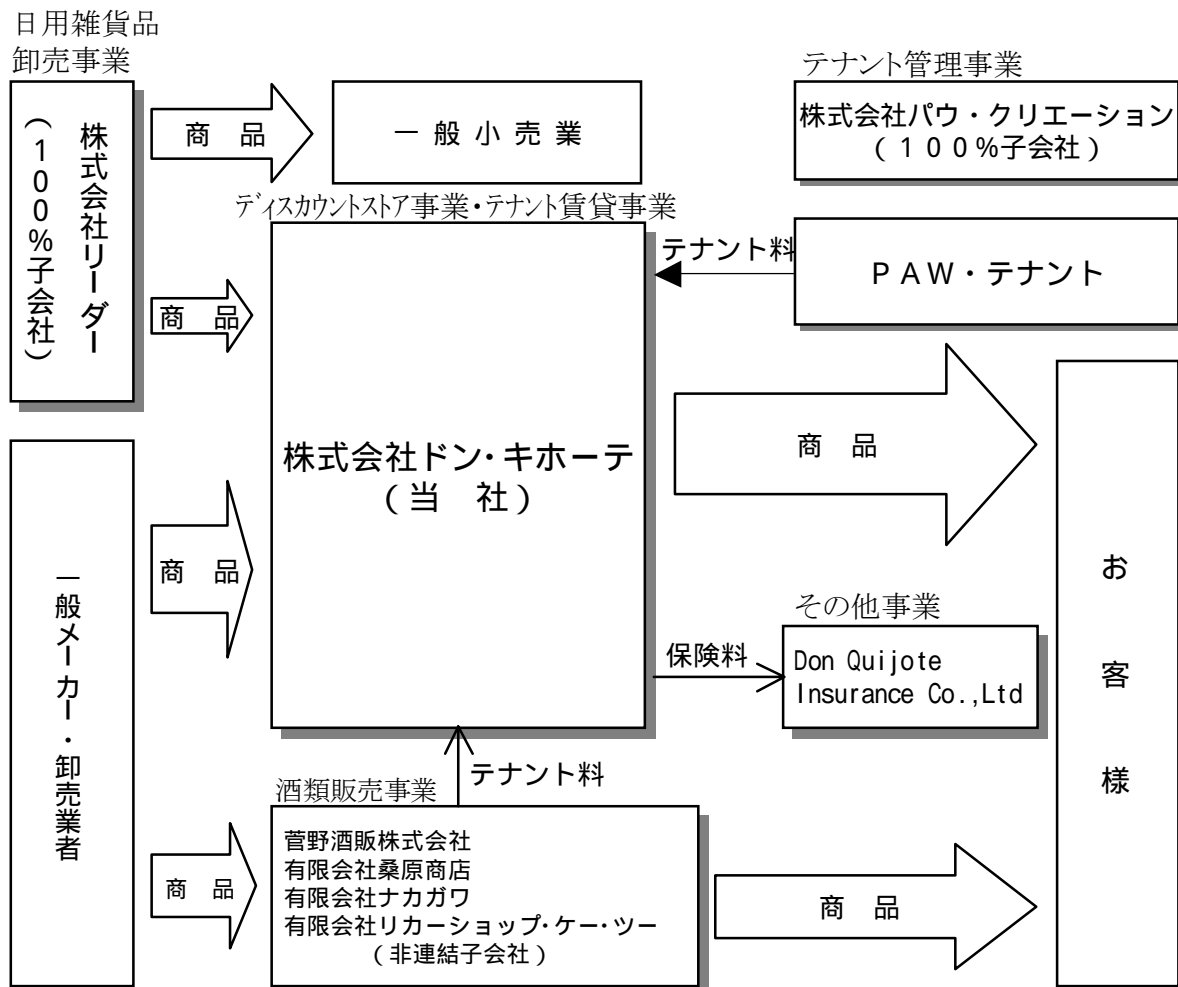 日用雑貨品
卸売事業
株式会社リーダー
(100%子会社)
商 品
一 般 小 売 業
テナント管理事業
株式会社パウ・クリエーション
(100%子会社)
ディスカウントストア事業・テナント賃貸事業
商 品
テナント料
PAW・テナント
株式会社ドン・キホーテ
(当 社)
商 品
お客様
一般メーカー・卸売業者
商 品
その他事業
保険料
Don Quijote
Insurance Co.,Ltd
テナント料
酒類販売事業
商 品
菅野酒販株式会社
有限会社桑原商店
有限会社ナカガワ
有限会社リカーショップ・ケー・ツー
(非連結子会社)
商 品